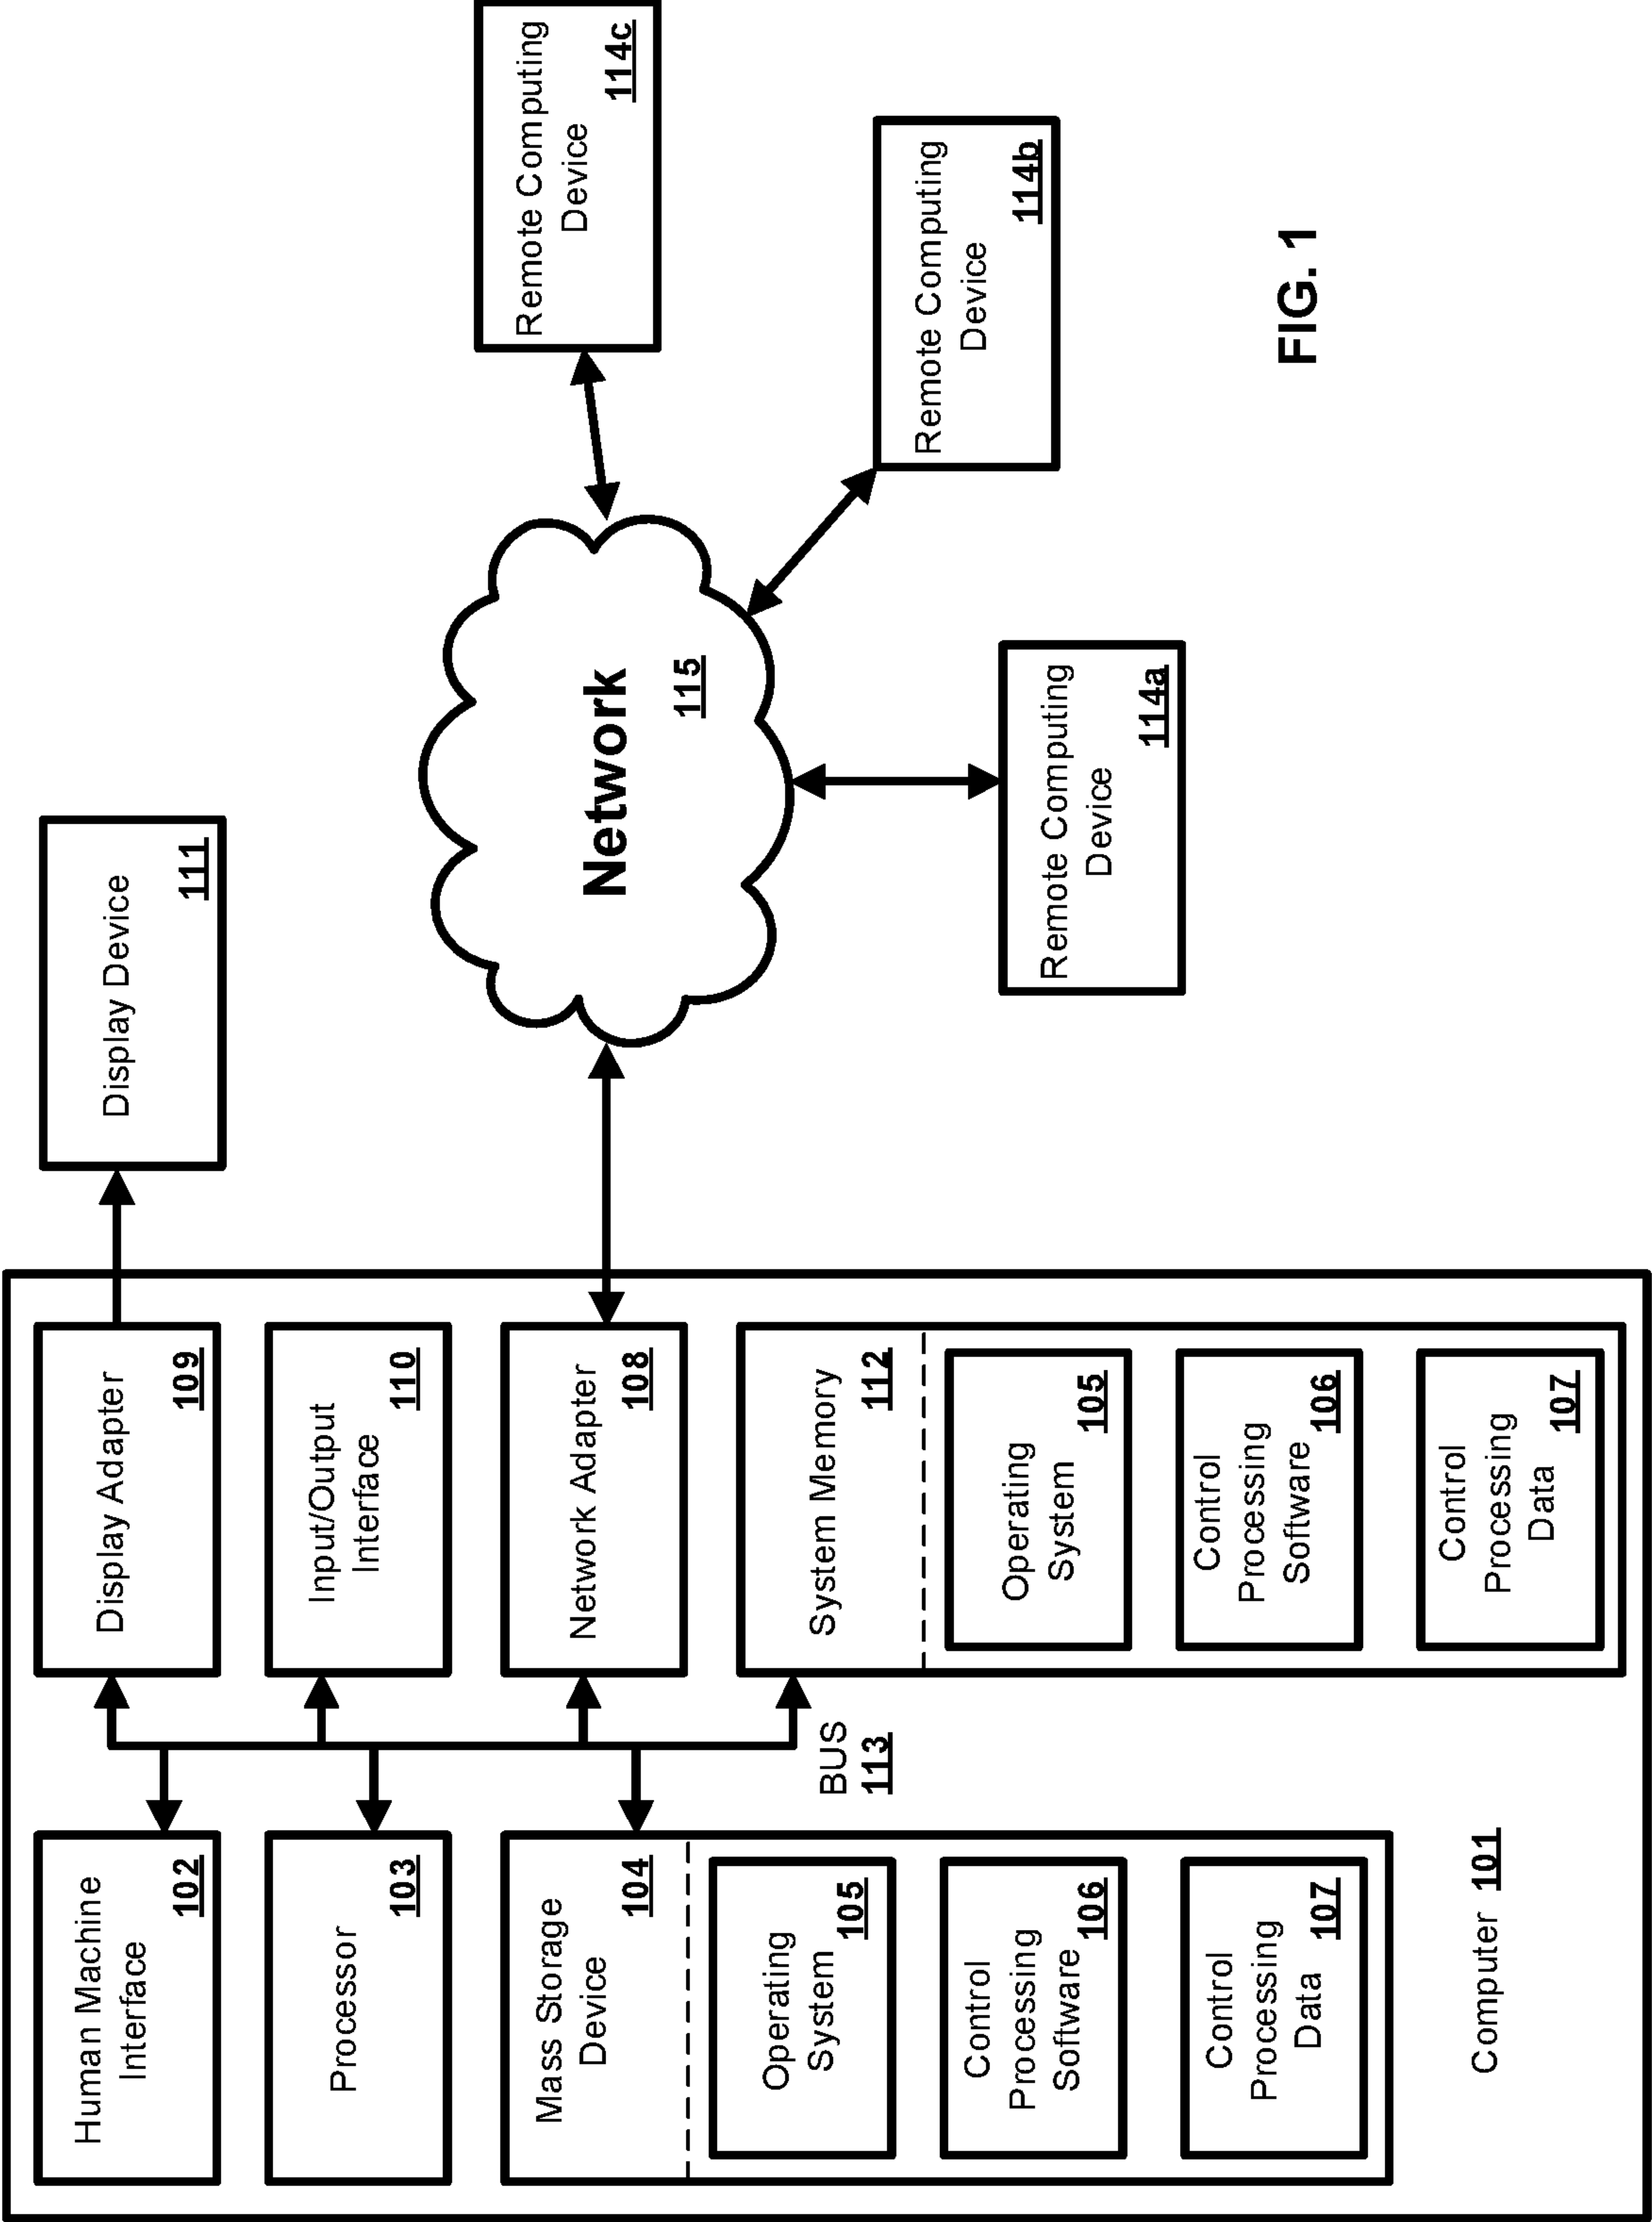 Human Machine
Interface
102
Processor
103
Mass Storage
Device
104
Operating
System
105
Control
Processing
Software
106
Control
Processing
Data
107
Computer 101
BUS
113
Display Adapter
109
Input/Output
Interface
110
Network Adapter
108
System Memory
112
Operating
System
105
Control
Processing
Software
106
Control
Processing
Data
107
Display Device
111
Network
115
Remote Computing
Device
114a
Remote Computing
Device
114b
Remote Computing
Device
114c
FIG. 1